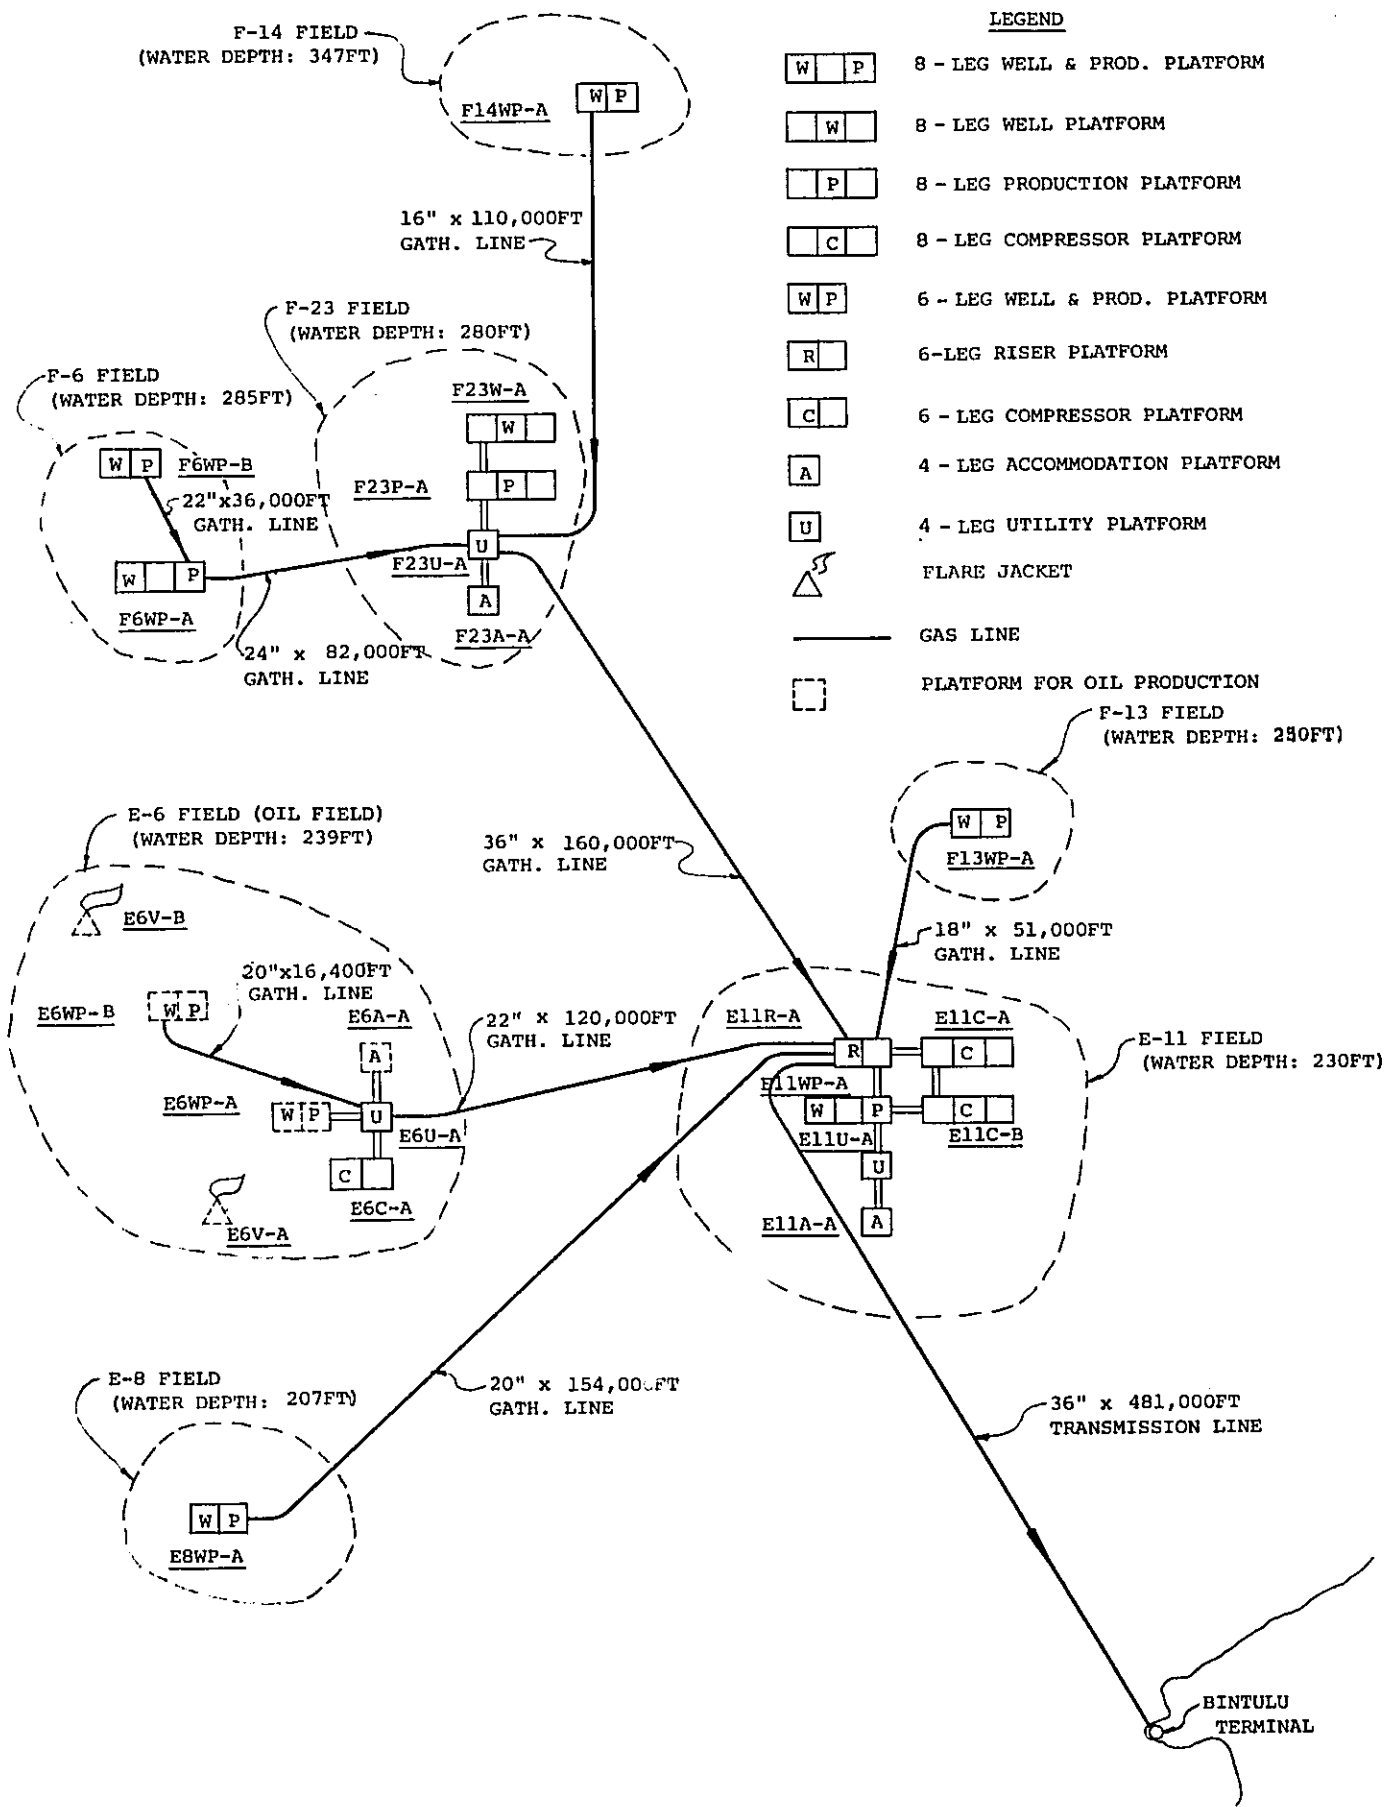 LEGEND
W P 8 - LEG WELL & PROD. PLATFORM
W 8 - LEG WELL PLATFORM
P 8 - LEG PRODUCTION PLATFORM
C 8 - LEG COMPRESSOR PLATFORM
W P 6 - LEG WELL & PROD. PLATFORM
R 6-LEG RISER PLATFORM
C 6 - LEG COMPRESSOR PLATFORM
A 4 - LEG ACCOMMODATION PLATFORM
U 4 - LEG UTILITY PLATFORM
FLARE JACKET
GAS LINE
PLATFORM FOR OIL PRODUCTION
F-14 FIELD
(WATER DEPTH: 347FT)
F14WP-A
W P
16" x 110,000FT
GATH. LINE
F-23 FIELD
(WATER DEPTH: 280FT)
F23W-A
W
F23P-A
P
U
F23U-A
A
F23A-A
F-6 FIELD
(WATER DEPTH: 285FT)
W P
F6WP-B
22"x36,000FT
GATH. LINE
W P
F6WP-A
24" x 82,000FT
GATH. LINE
F-13 FIELD
(WATER DEPTH:
W P
F13WP-A
18" x 51,000FT
GATH. LINE
36" x 160,000FT
GATH. LINE
E-6 FIELD (OIL FIELD)
(WATER DEPTH: 239FT)
E6V-B
20"x16,400FT
GATH. LINE
E6WP-B
W P
E6A-A
A
E6WP-A
W P
U
E6U-A
C
E6C-A
E6V-A
22" x 120,000FT
GATH. LINE
E11R-A
R
E11C-A
C
E-11 FIELD
(WATER DEPTH: 230FT)
E11WP-A
W P
C
E11C-B
E11U-A
U
E11A-A
A
E-8 FIELD
(WATER DEPTH: 207FT)
W P
E8WP-A
20" x
GATH. LINE
36" x 481,000FT
TRANSMISSION LINE
BINTULU
TERMINAL